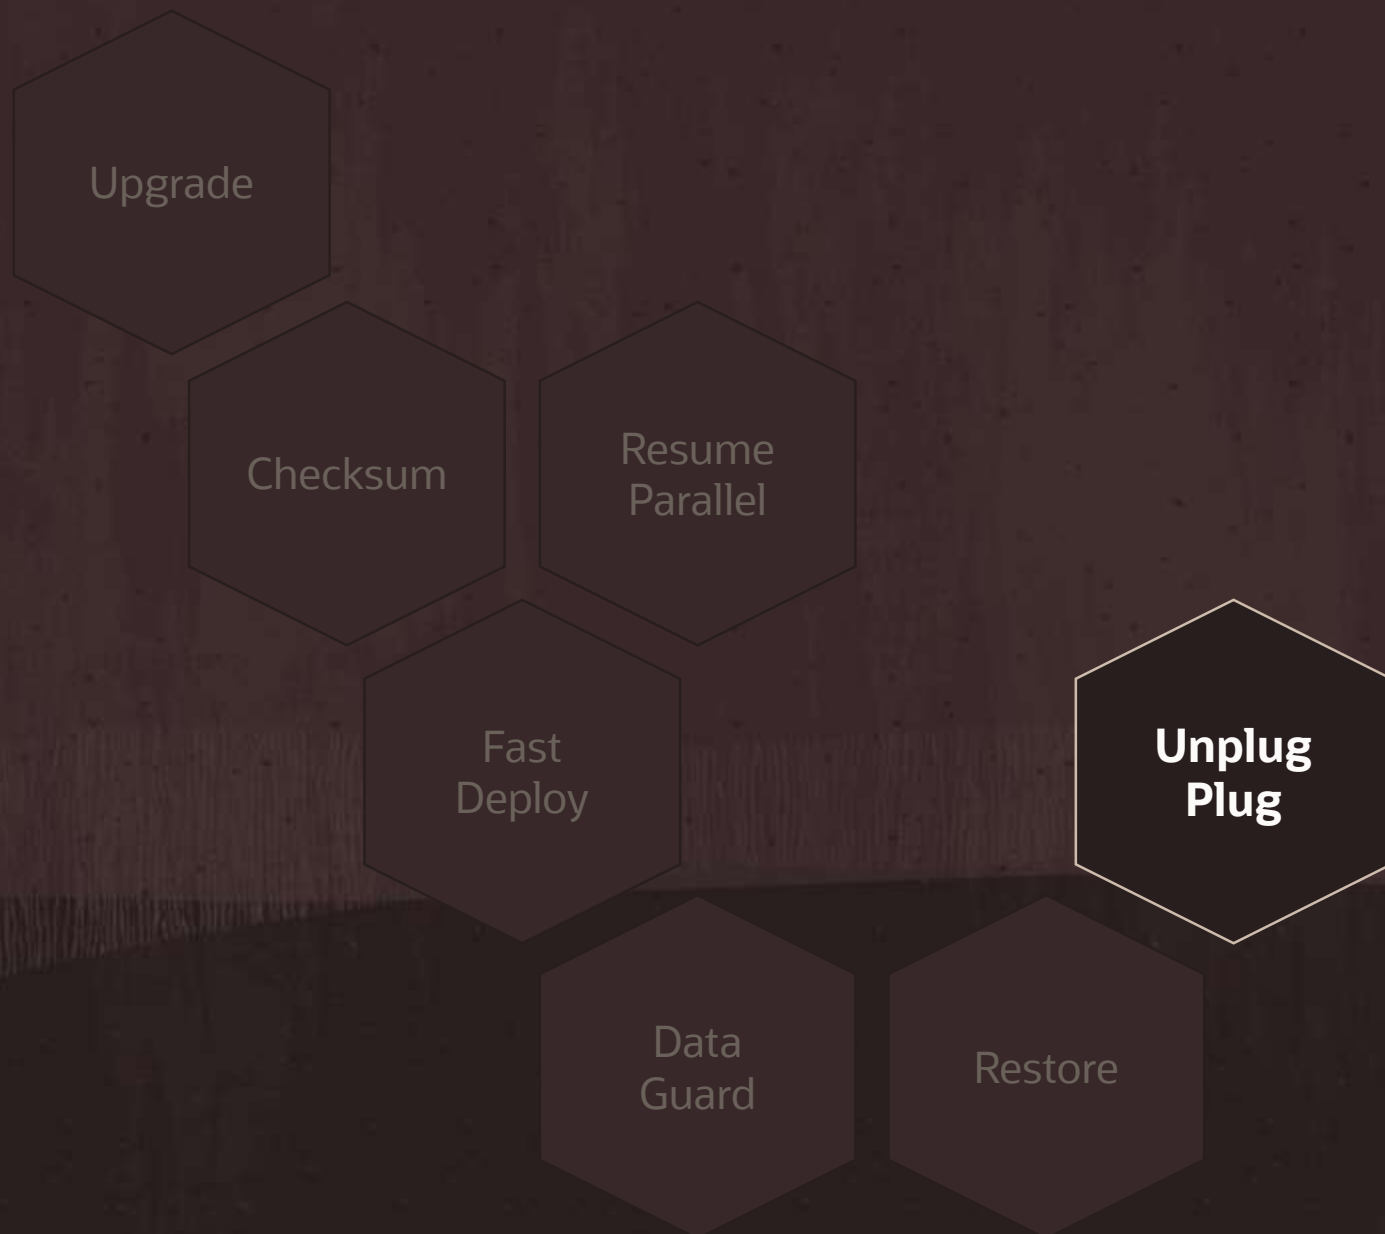 Upgrade
Checksum
Resume
Parallel
Fast
Deploy
Unplug
Plug
Data
Guard
Restore